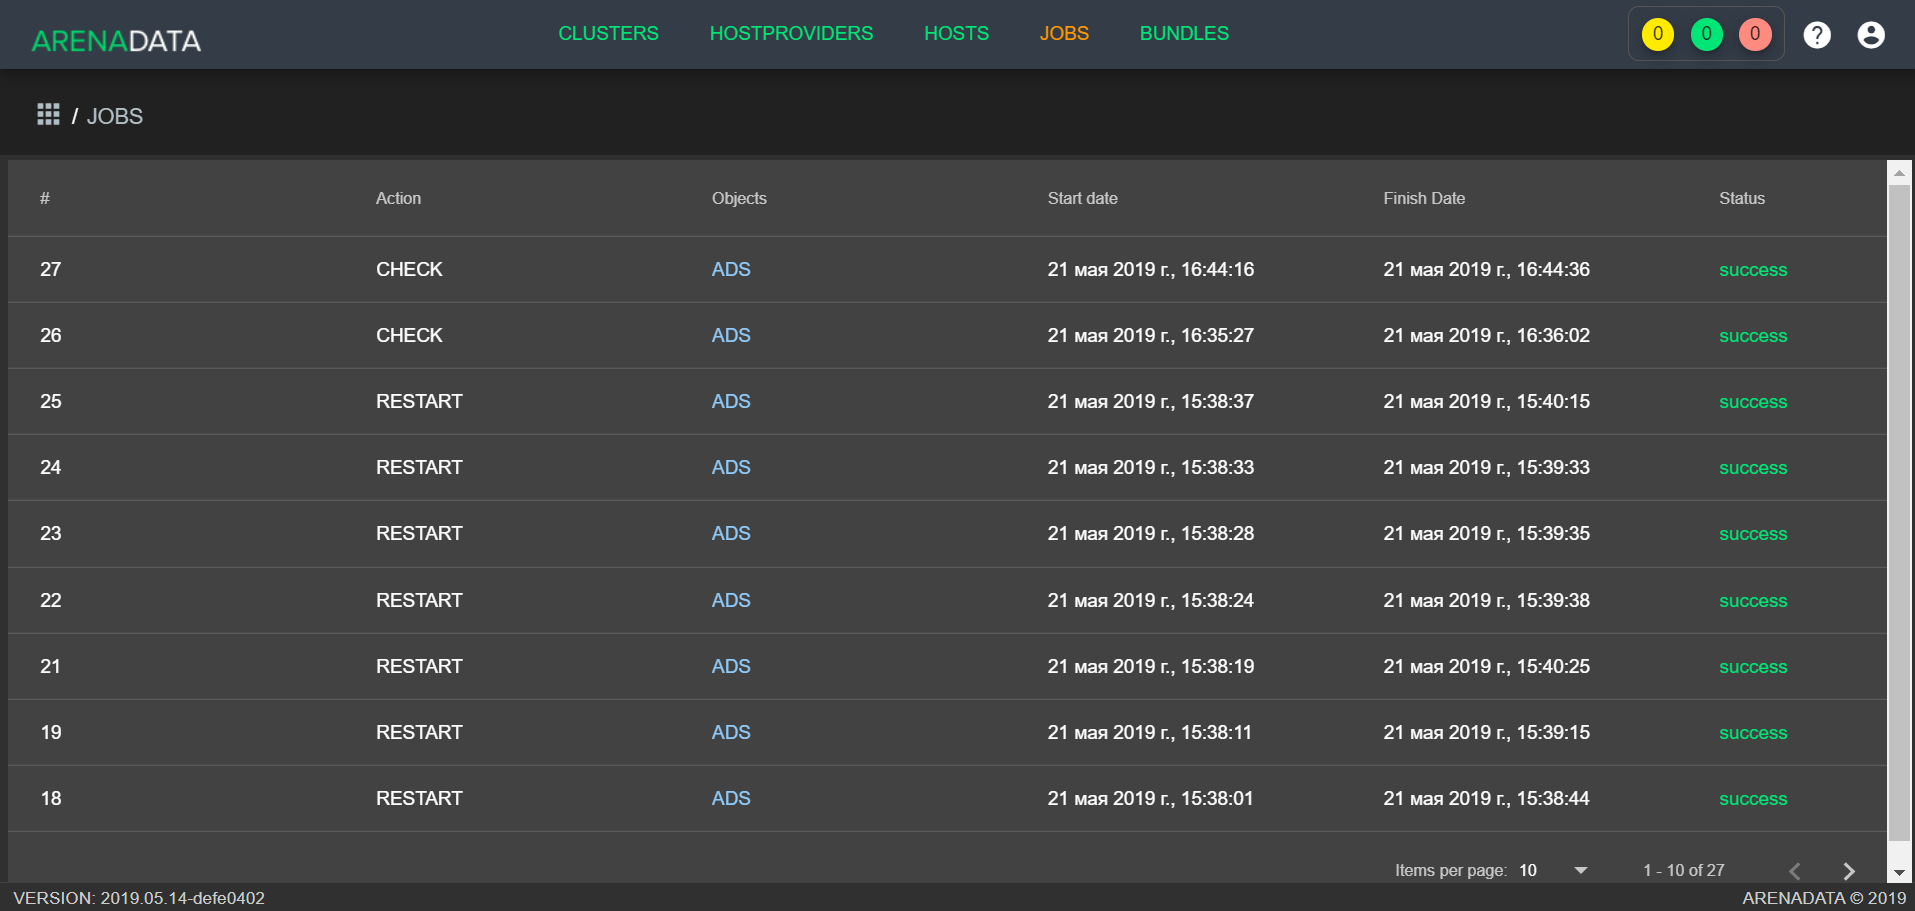 ARENADATA CLUSTERS HOSTPROVIDERS HOSTS JOBS BUNDLES 0 0 0 ?
/ JOBS
# Action Objects Start date Finish Date Status
27 CHECK ADS 21 мая 2019 г., 16:44:16 21 мая 2019 г., 16:44:36 success
26 CHECK ADS 21 мая 2019 г., 16:35:27 21 мая 2019 г., 16:36:02 success
25 RESTART ADS 21 мая 2019 г., 15:38:37 21 мая 2019 г., 15:40:15 success
24 RESTART ADS 21 мая 2019 г., 15:38:33 21 мая 2019 г., 15:39:33 success
23 RESTART ADS 21 мая 2019 г., 15:38:28 21 мая 2019 г., 15:39:35 success
22 RESTART ADS 21 мая 2019 г., 15:38:24 21 мая 2019 г., 15:39:38 success
21 RESTART ADS 21 мая 2019 г., 15:38:19 21 мая 2019 г., 15:40:25 success
19 RESTART ADS 21 мая 2019 г., 15:38:11 21 мая 2019 г., 15:39:15 success
18 RESTART ADS 21 мая 2019 г., 15:38:01 21 мая 2019 г., 15:38:44 success
Items per page: 10 1 - 10 of 27
VERSION: 2019.05.14-defe0402 ARENADATA © 2019